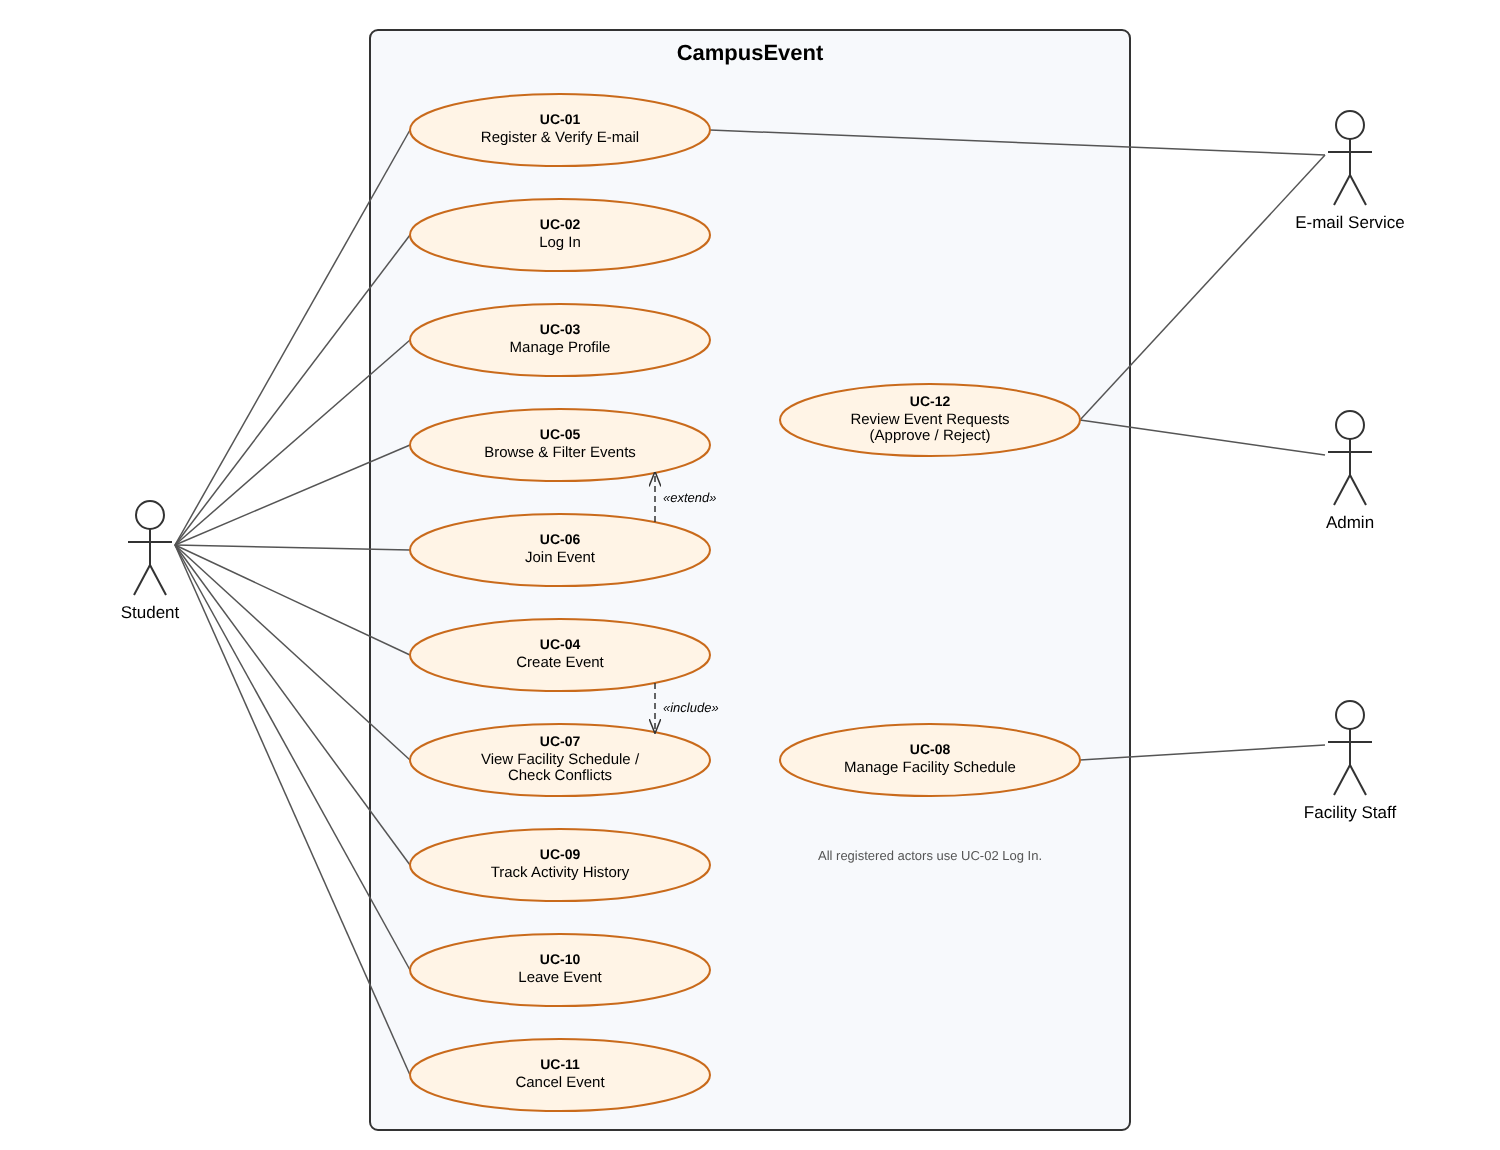 CampusEvent
UC-01
Register & Verify E-mail
UC-02
Log In
UC-03
Manage Profile
UC-05
Browse & Filter Events
«extend»
UC-06
Join Event
UC-04
Create Event
«include»
UC-07
View Facility Schedule /
Check Conflicts
UC-09
Track Activity History
UC-10
Leave Event
UC-11
Cancel Event
UC-12
Review Event Requests
(Approve / Reject)
UC-08
Manage Facility Schedule
All registered actors use UC-02 Log In.
Student
E-mail Service
Admin
Facility Staff